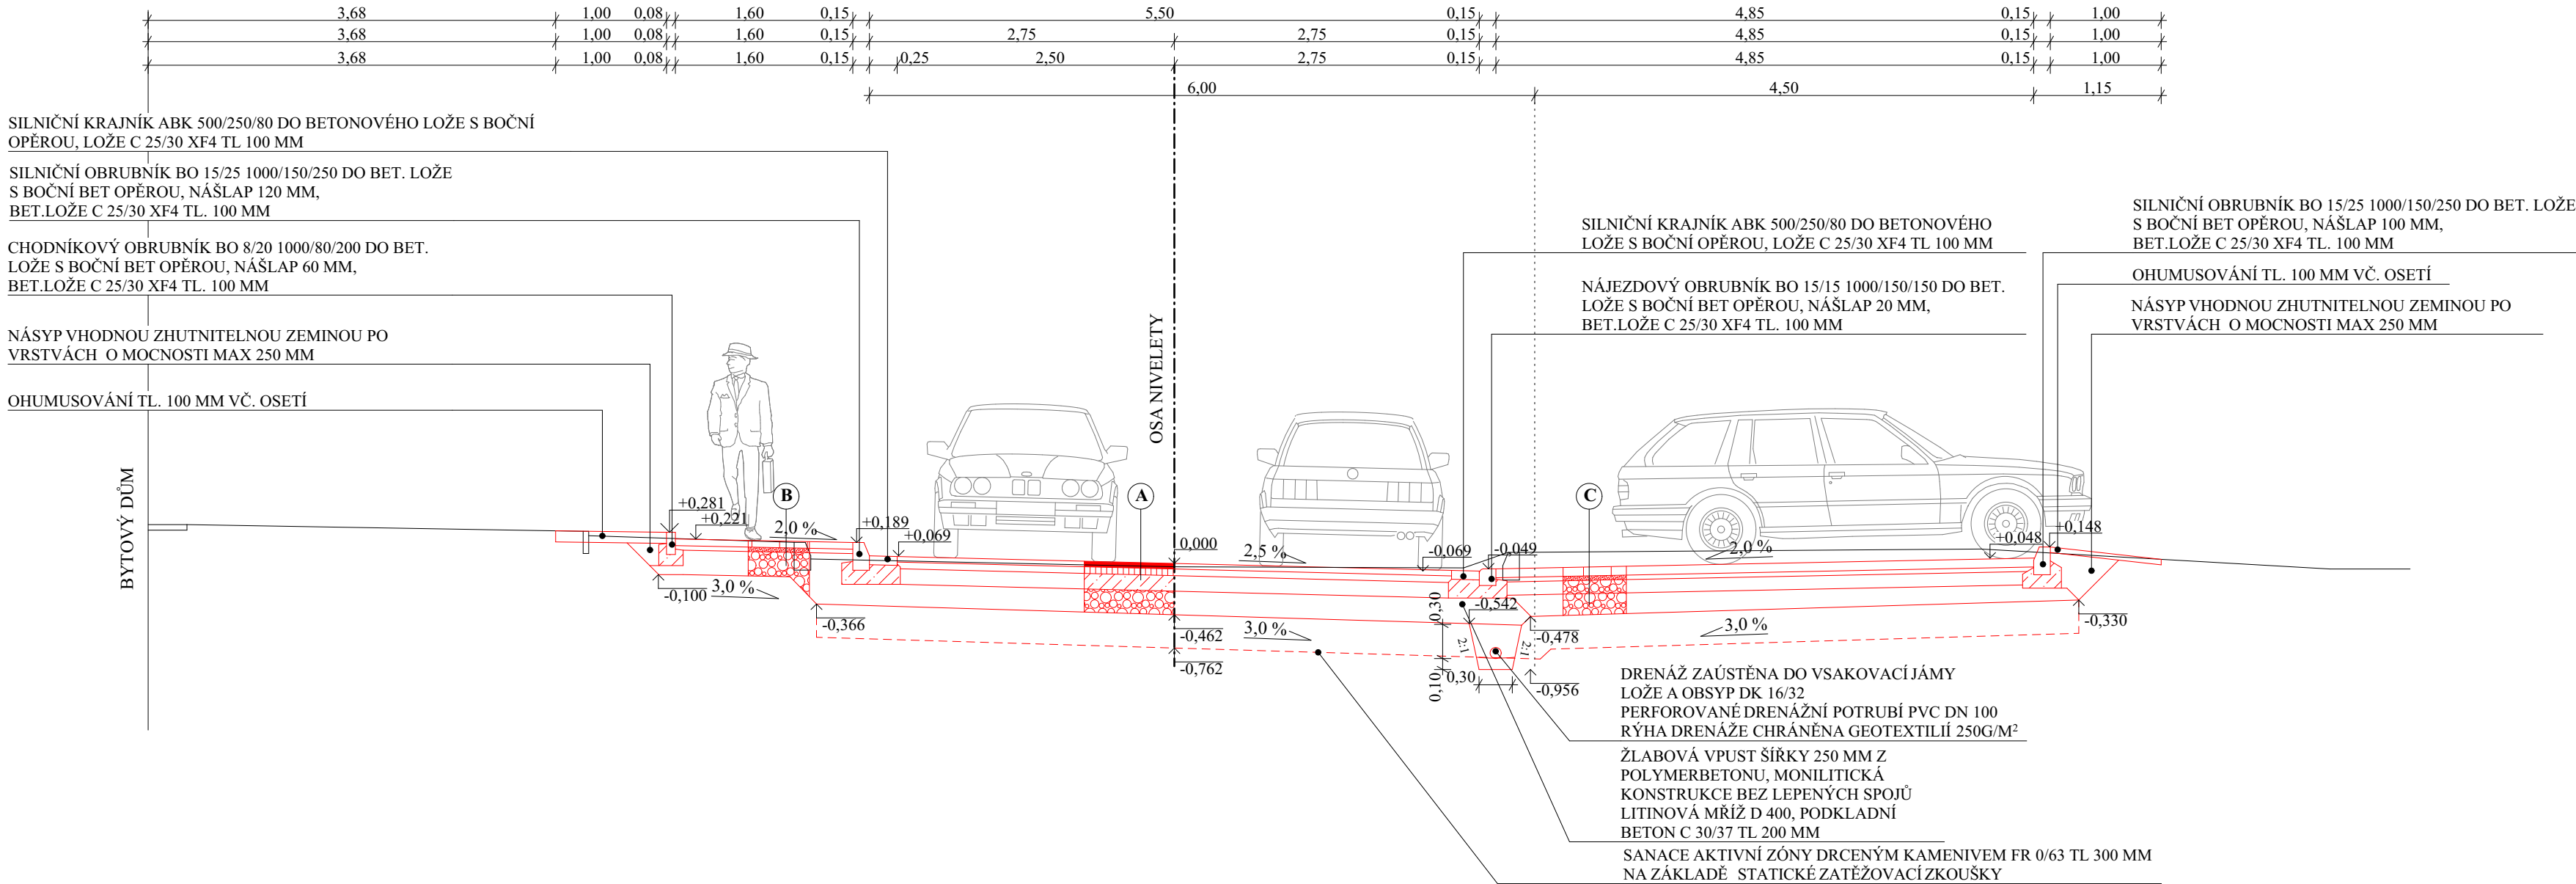 3,68 1,00 0,08 1,60 0,15 5,50 0,15 4,85 0,15 1,00
3,68 1,00 0,08 1,60 0,15 2,75 2,75 0,15 4,85 0,15 1,00
3,68 1,00 0,08 1,60 0,15 0,25 2,50 2,75 0,15 4,85 0,15 1,00
6,00 4,50 1,15
SILNIČNÍ KRAJNÍK ABK 500/250/80 DO BETONOVÉHO LOŽE S BOČNÍ
OPĚROU, LOŽE C 25/30 XF4 TL 100 MM
SILNIČNÍ OBRUBNÍK BO 15/25 1000/150/250 DO BET. LOŽE
S BOČNÍ BET OPĚROU, NÁŠLAP 120 MM,
BET.LOŽE C 25/30 XF4 TL. 100 MM
CHODNÍKOVÝ OBRUBNÍK BO 8/20 1000/80/200 DO BET.
LOŽE S BOČNÍ BET OPĚROU, NÁŠLAP 60 MM,
BET.LOŽE C 25/30 XF4 TL. 100 MM
NÁSYP VHODNOU ZHUTNITELNOU ZEMINOU PO
VRSTVÁCH O MOCNOSTI MAX 250 MM
OHUMUSOVÁNÍ TL. 100 MM VČ. OSETÍ
BYTOVÝ DŮM
OSA NIVELETY
SILNIČNÍ KRAJNÍK ABK 500/250/80 DO BETONOVÉHO
LOŽE S BOČNÍ OPĚROU, LOŽE C 25/30 XF4 TL 100 MM
NÁJEZDOVÝ OBRUBNÍK BO 15/15 1000/150/150 DO BET.
LOŽE S BOČNÍ BET OPĚROU, NÁŠLAP 20 MM,
BET.LOŽE C 25/30 XF4 TL. 100 MM
SILNIČNÍ OBRUBNÍK BO 15/25 1000/150/250 DO BET. LOŽE
S BOČNÍ BET OPĚROU, NÁŠLAP 100 MM,
BET.LOŽE C 25/30 XF4 TL. 100 MM
OHUMUSOVÁNÍ TL. 100 MM VČ. OSETÍ
NÁSYP VHODNOU ZHUTNITELNOU ZEMINOU PO
VRSTVÁCH O MOCNOSTI MAX 250 MM
B A C
+0,281
+0,221
2,0 %
+0,189
+0,069
0,000
2,5 %
-0,069
-0,049
2,0 %
+0,048
+0,148
-0,100
3,0 %
-0,366
-0,462
3,0 %
-0,762
0,30
-0,542
2:1
2:1
-0,478
3,0 %
-0,330
0,10
0,30
-0,956
DRENÁŽ ZAÚSTĚNA DO VSAKOVACÍ JÁMY
LOŽE A OBSYP DK 16/32
PERFOROVANÉ DRENÁŽNÍ POTRUBÍ PVC DN 100
RÝHA DRENÁŽE CHRÁNĚNA GEOTEXTILIÍ 250G/M²
ŽLABOVÁ VPUST ŠÍŘKY 250 MM Z
POLYMERBETONU, MONILITICKÁ
KONSTRUKCE BEZ LEPENÝCH SPOJŮ
LITINOVÁ MŘÍŽ D 400, PODKLADNÍ
BETON C 30/37 TL 200 MM
SANACE AKTIVNÍ ZÓNY DRCENÝM KAMENIVEM FR 0/63 TL 300 MM
NA ZÁKLADĚ STATICKÉ ZATĚŽOVACÍ ZKOUŠKY